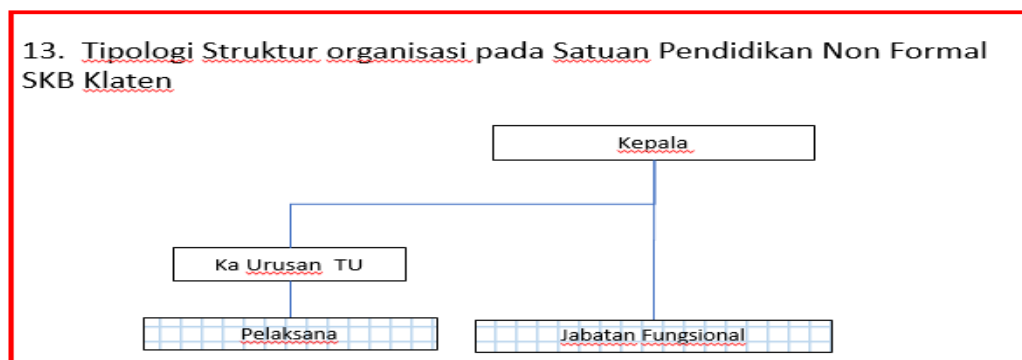 13. Tipologi Struktur organisasi pada Satuan Pendidikan Non Formal
SKB Klaten
Kepala
Ka Urusan TU
Pelaksana
Jabatan Fungsional